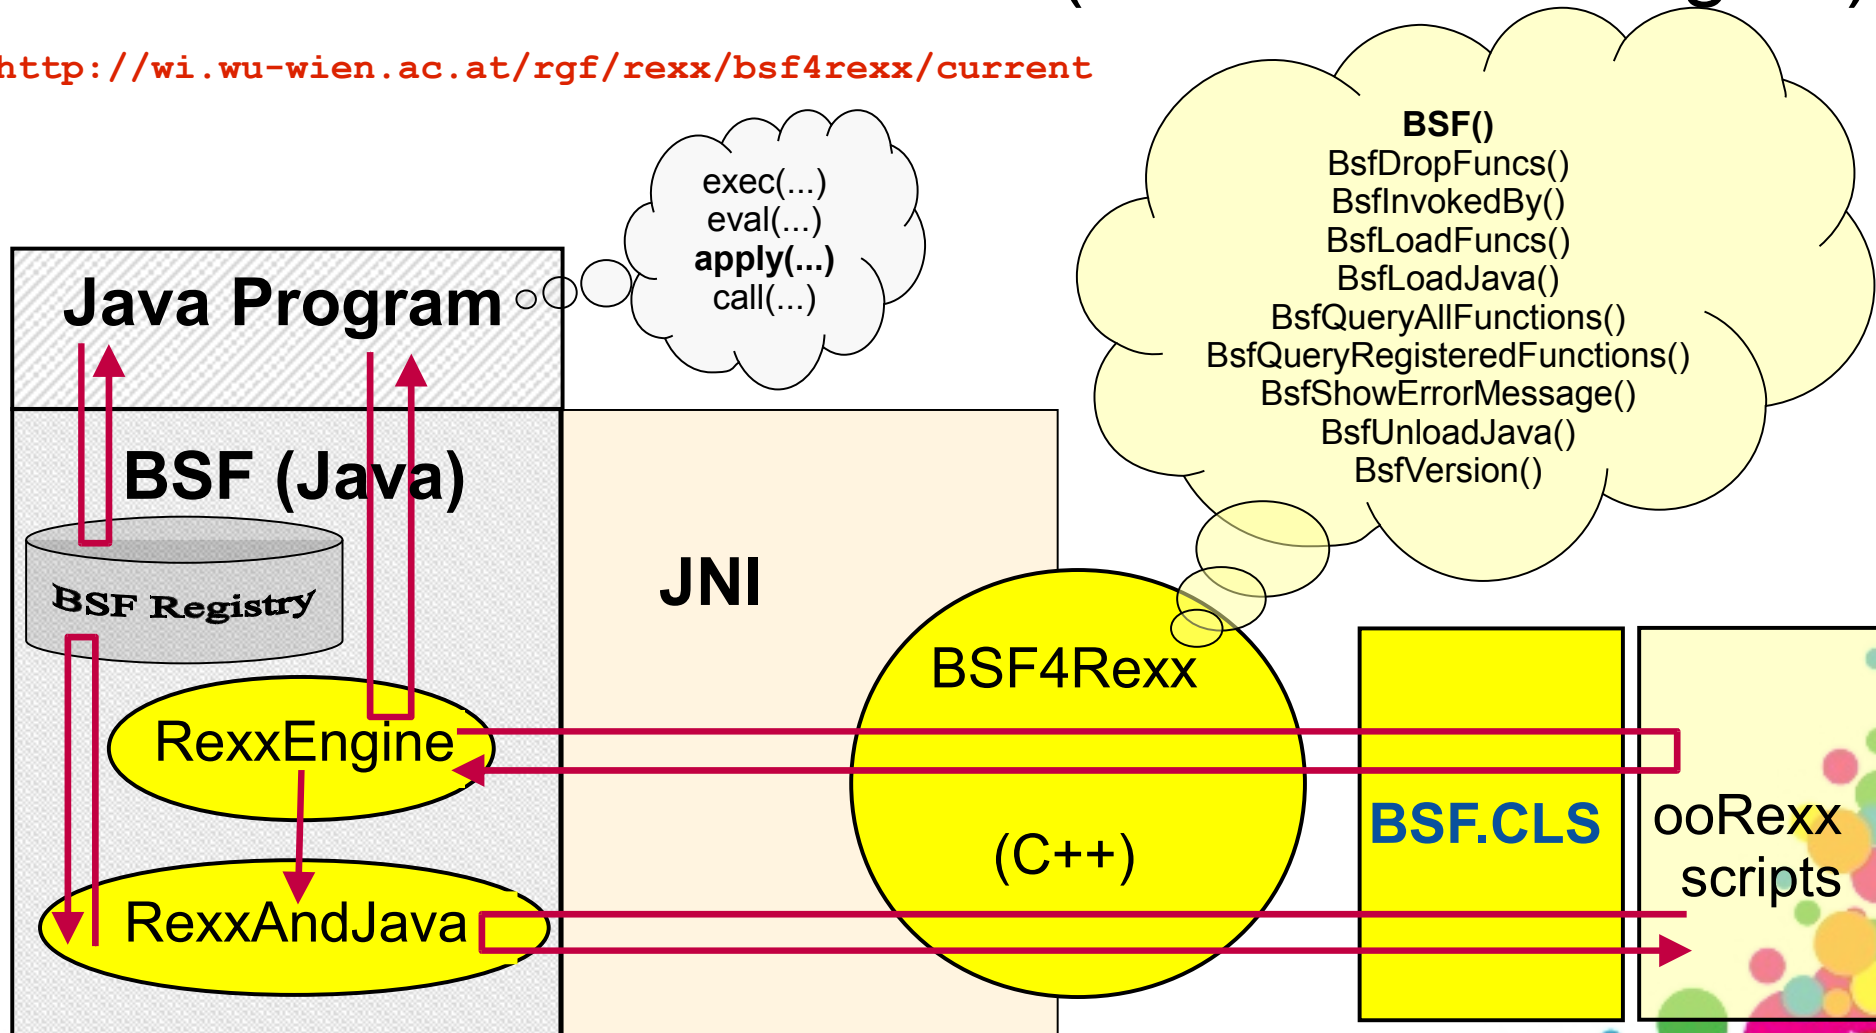 http://wi.wu-wien.ac.at/rgf/rexx/bsf4rexx/current
exec(...)
eval(...)
apply(...)
call(...)
BSF()
BsfDropFuncs()
BsfInvokedBy()
BsfLoadFuncs()
BsfLoadJava()
BsfQueryAllFunctions()
BsfQueryRegisteredFunctions()
BsfShowErrorMessage()
BsfUnloadJava()
BsfVersion()
Java Program
BSF (Java)
BSF Registry
JNI
RexxEngine
RexxAndJava
BSF4Rexx
(C++)
BSF.CLS
ooRexx
scripts